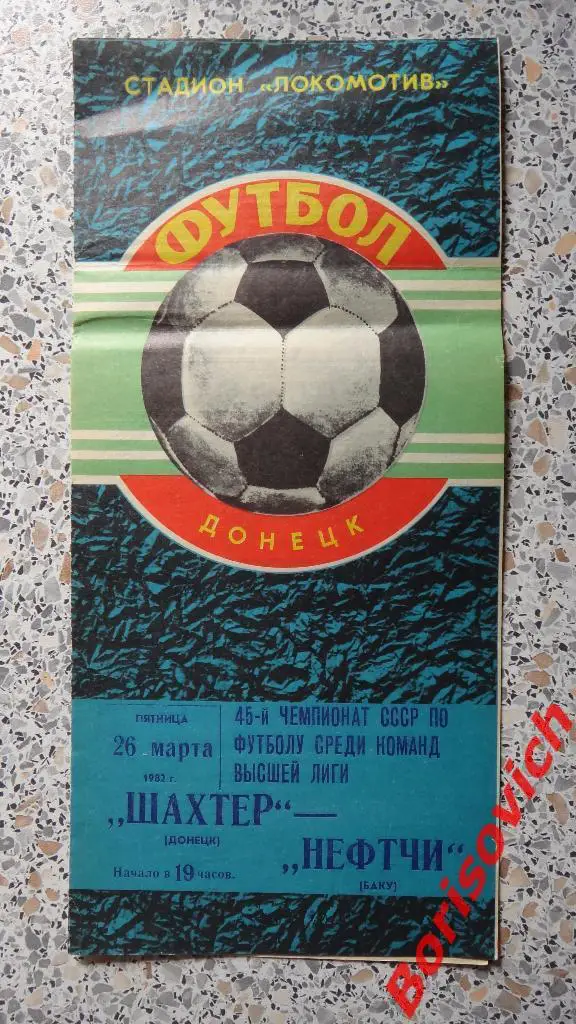 СТАДИОН «ЛОКОМОТИВ»
ФУТБОЛ
ДОНЕЦК
ПЯТНИЦА
26 марта
1982 г.
45-й ЧЕМПИОНАТ СССР ПО
ФУТБОЛУ СРЕДИ КОМАНД
ВЫСШЕЙ ЛИГИ
„ШАХТЕР" —
(ДОНЕЦК)
„НЕФТЧИ"
(БАКУ)
Начало в 19 часов.
Borisovich